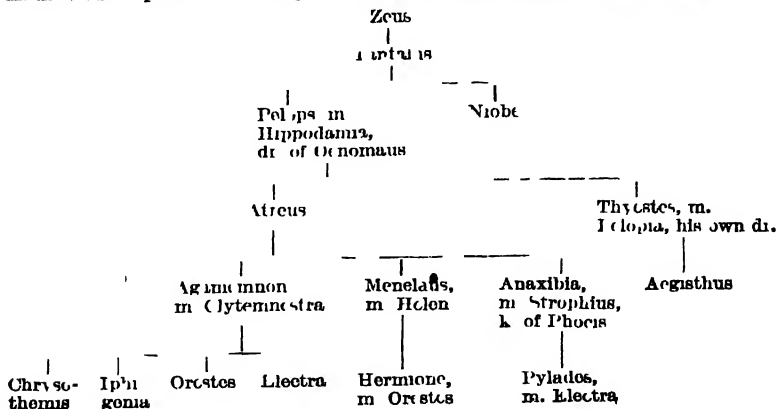 Zeus
Tantalus
Pelops m
Hippodamia,
dr of Oenomaus
Niobe
Atreus
Thyestes, m.
Pelopia, his own dr.
Agamemnon
m Clytemnestra
Menelaus,
m Helen
Anaxibia,
m Strophius,
k of Phocis
Aegisthus
Chryso-
themis
Iphi
genia
Orestes
Electra
Hermione,
m Orestes
Pylades,
m. Electra